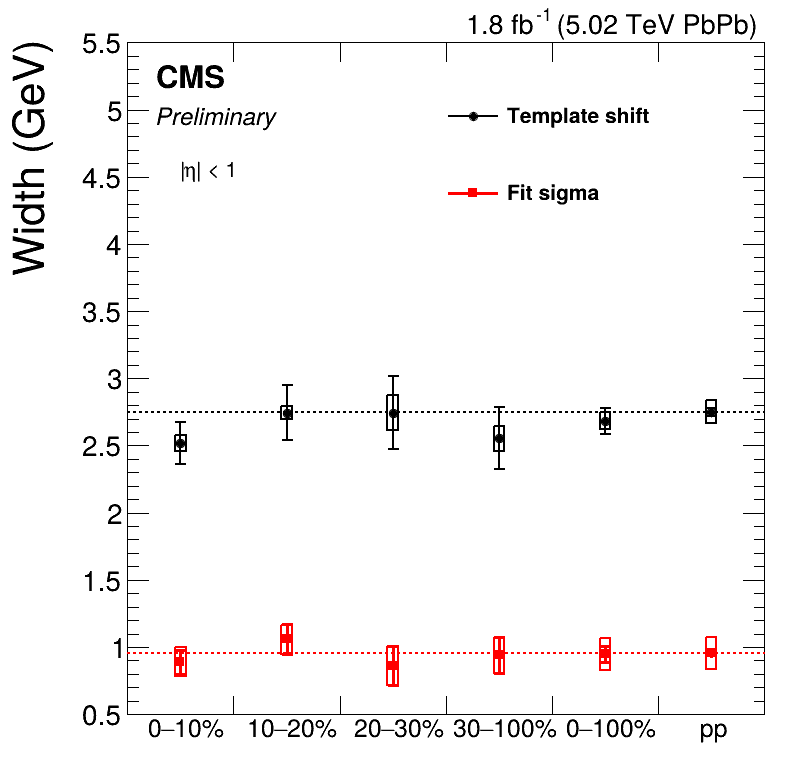 1.8 fb-1 (5.02 TeV PbPb)
Width (GeV)
5.5
5
4.5
4
3.5
3
2.5
2
1.5
1
0.5
CMS
Preliminary
|η| < 1
Template shift
Fit sigma
0–10% 10–20% 20–30% 30–100% 0–100% pp